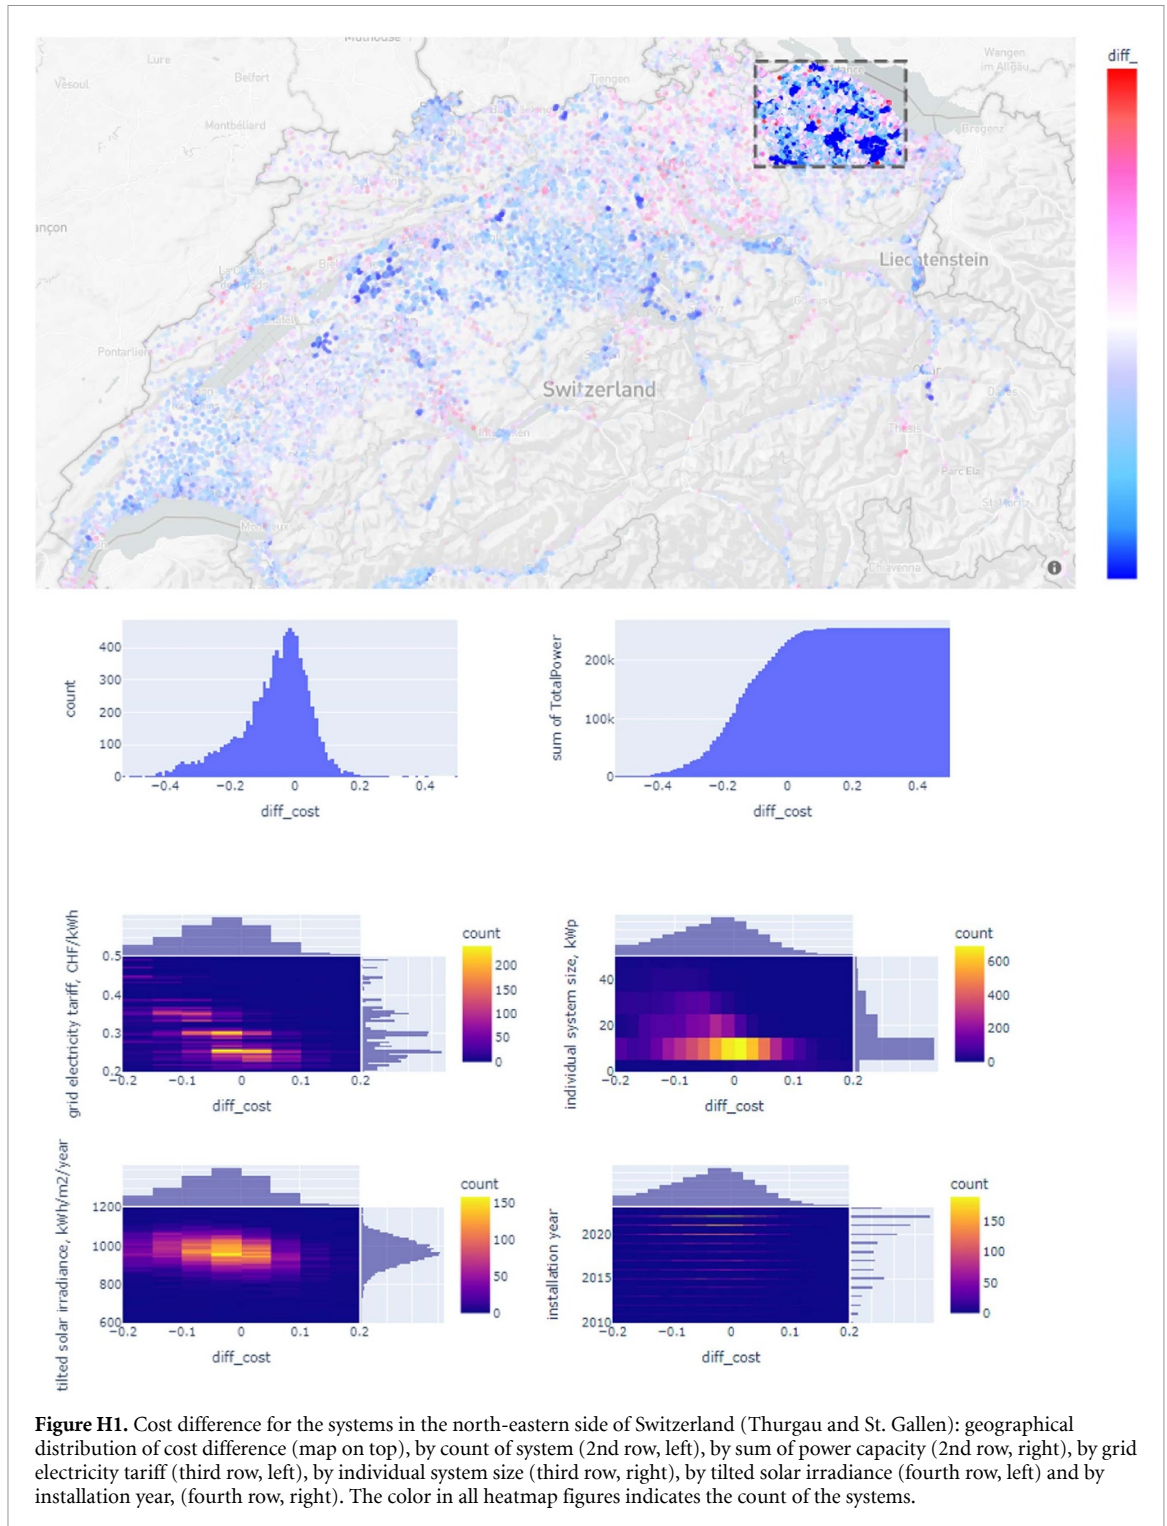 Mulhouse
Lure
Wangen
im Allgäu
diff_
Vesoul
Belfort
Tiengen
Montbéliard
Bregenz
ançon
Liechtenstein
Pontarlier
Switzerland
Interlaken
Davos
Thusis
Parc Ela
St. Moritz
Chiavenna
400
300
200
100
0
count
−0.4
−0.2
0
0.2
0.4
diff_cost
200k
100k
0
sum of TotalPower
−0.4
−0.2
0
0.2
0.4
diff_cost
grid electricity tariff, CHF/kWh
0.5
0.4
0.3
0.2
−0.2
−0.1
0
0.1
0.2
diff_cost
count
200
150
100
50
0
individual system size, kWp
40
20
0
−0.2
−0.1
0
0.1
0.2
diff_cost
count
600
400
200
0
tilted solar irradiance, kWh/m2/year
1200
1000
800
600
−0.2
−0.1
0
0.1
0.2
diff_cost
count
150
100
50
0
installation year
2020
2015
2010
−0.2
−0.1
0
0.1
0.2
diff_cost
count
150
100
50
0
Figure H1. Cost difference for the systems in the north-eastern side of Switzerland (Thurgau and St. Gallen): geographical
distribution of cost difference (map on top), by count of system (2nd row, left), by sum of power capacity (2nd row, right), by grid
electricity tariff (third row, left), by individual system size (third row, right), by tilted solar irradiance (fourth row, left) and by
installation year, (fourth row, right). The color in all heatmap figures indicates the count of the systems.